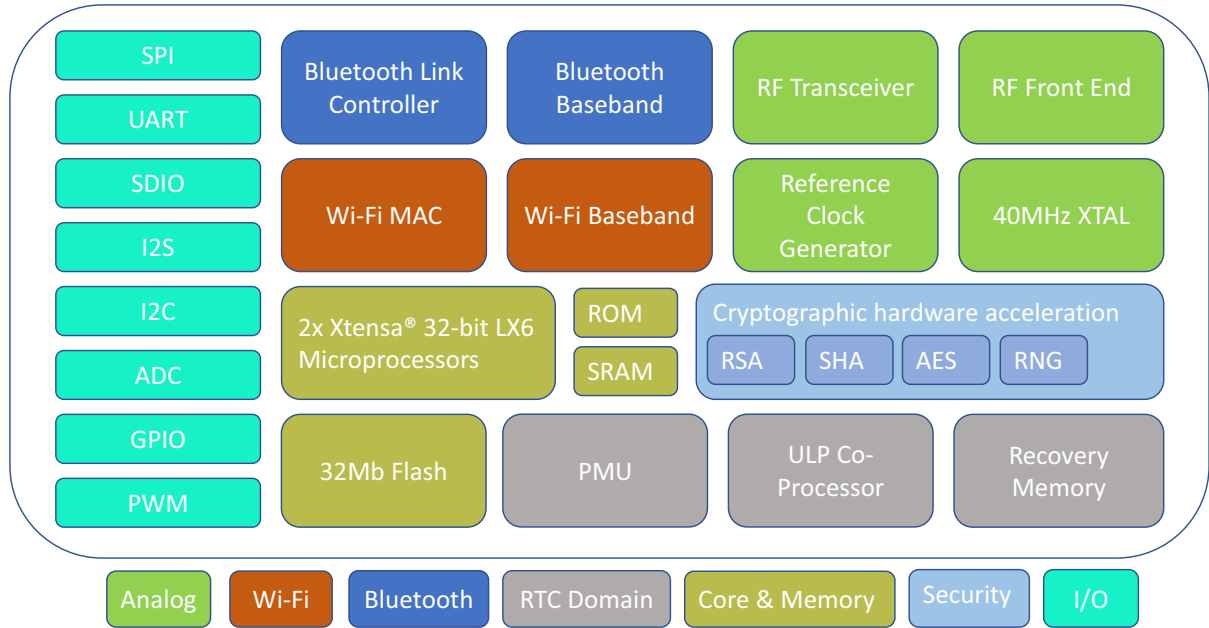 SPI
UART
SDIO
I2S
I2C
ADC
GPIO
PWM
Bluetooth Link
Controller
Bluetooth
Baseband
RF Transceiver
RF Front End
Wi-Fi MAC
Wi-Fi Baseband
Reference
Clock
Generator
40MHz XTAL
2x Xtensa® 32-bit LX6
Microprocessors
ROM
SRAM
Cryptographic hardware acceleration
RSA
SHA
AES
RNG
32Mb Flash
PMU
ULP Co-
Processor
Recovery
Memory
Analog
Wi-Fi
Bluetooth
RTC Domain
Core & Memory
Security
I/O